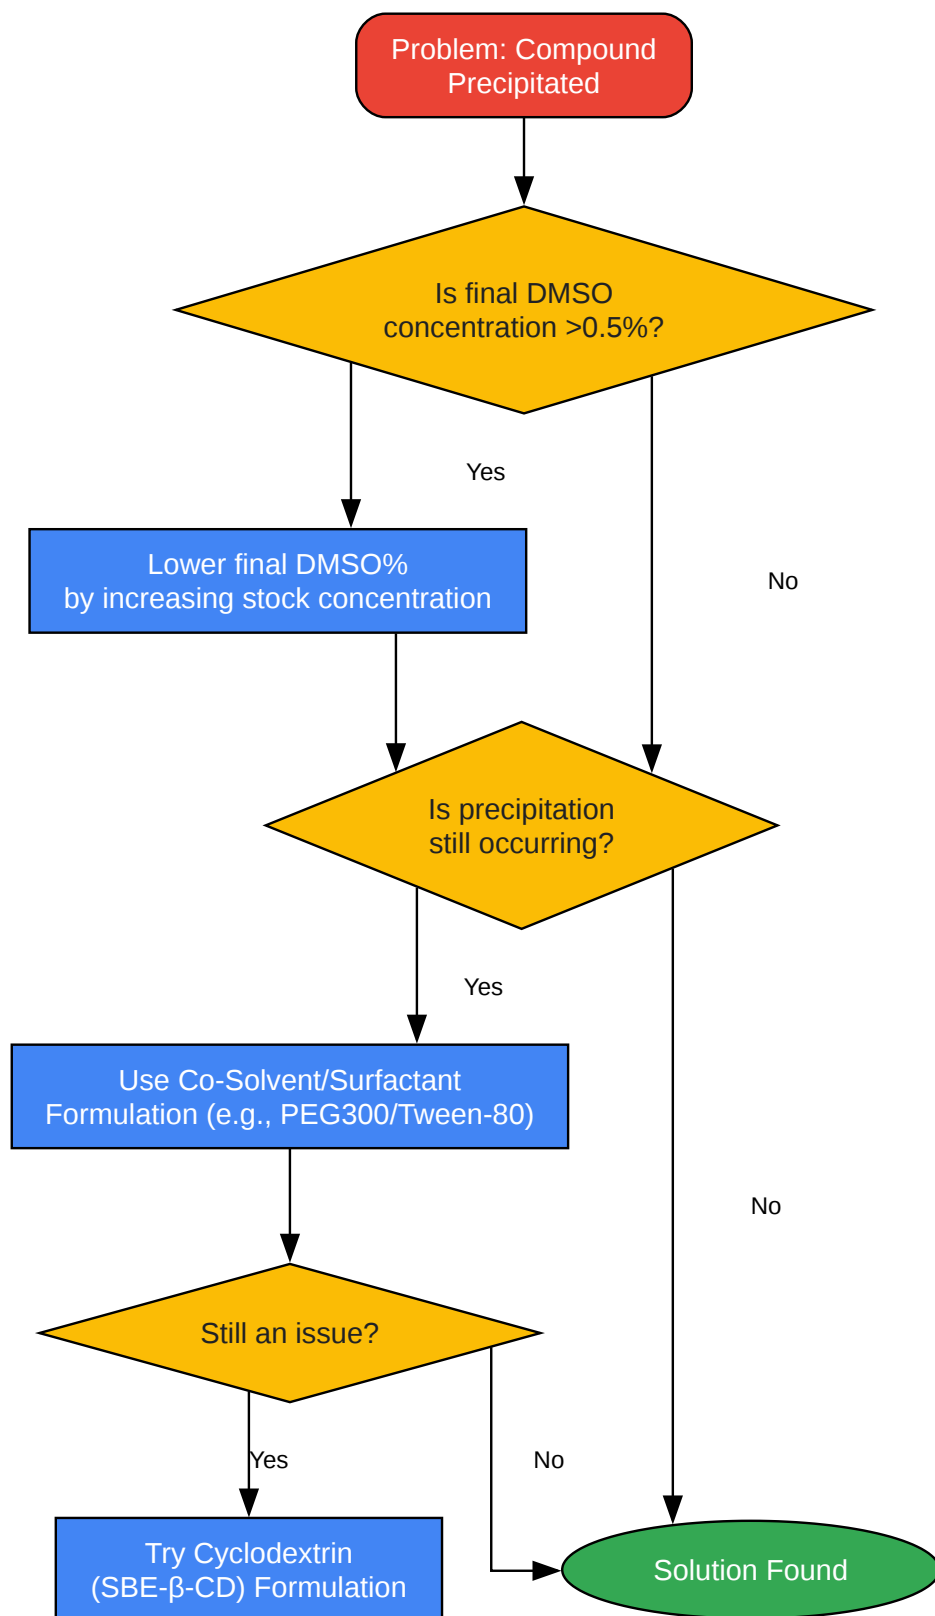 Problem: Compound
Precipitated
Is final DMSO
concentration >0.5%?
Yes
Lower final DMSO%
by increasing stock concentration
No
Is precipitation
still occurring?
Yes
Use Co-Solvent/Surfactant
Formulation (e.g., PEG300/Tween-80)
No
Still an issue?
Yes
No
Try Cyclodextrin
(SBE-β-CD) Formulation
Solution Found